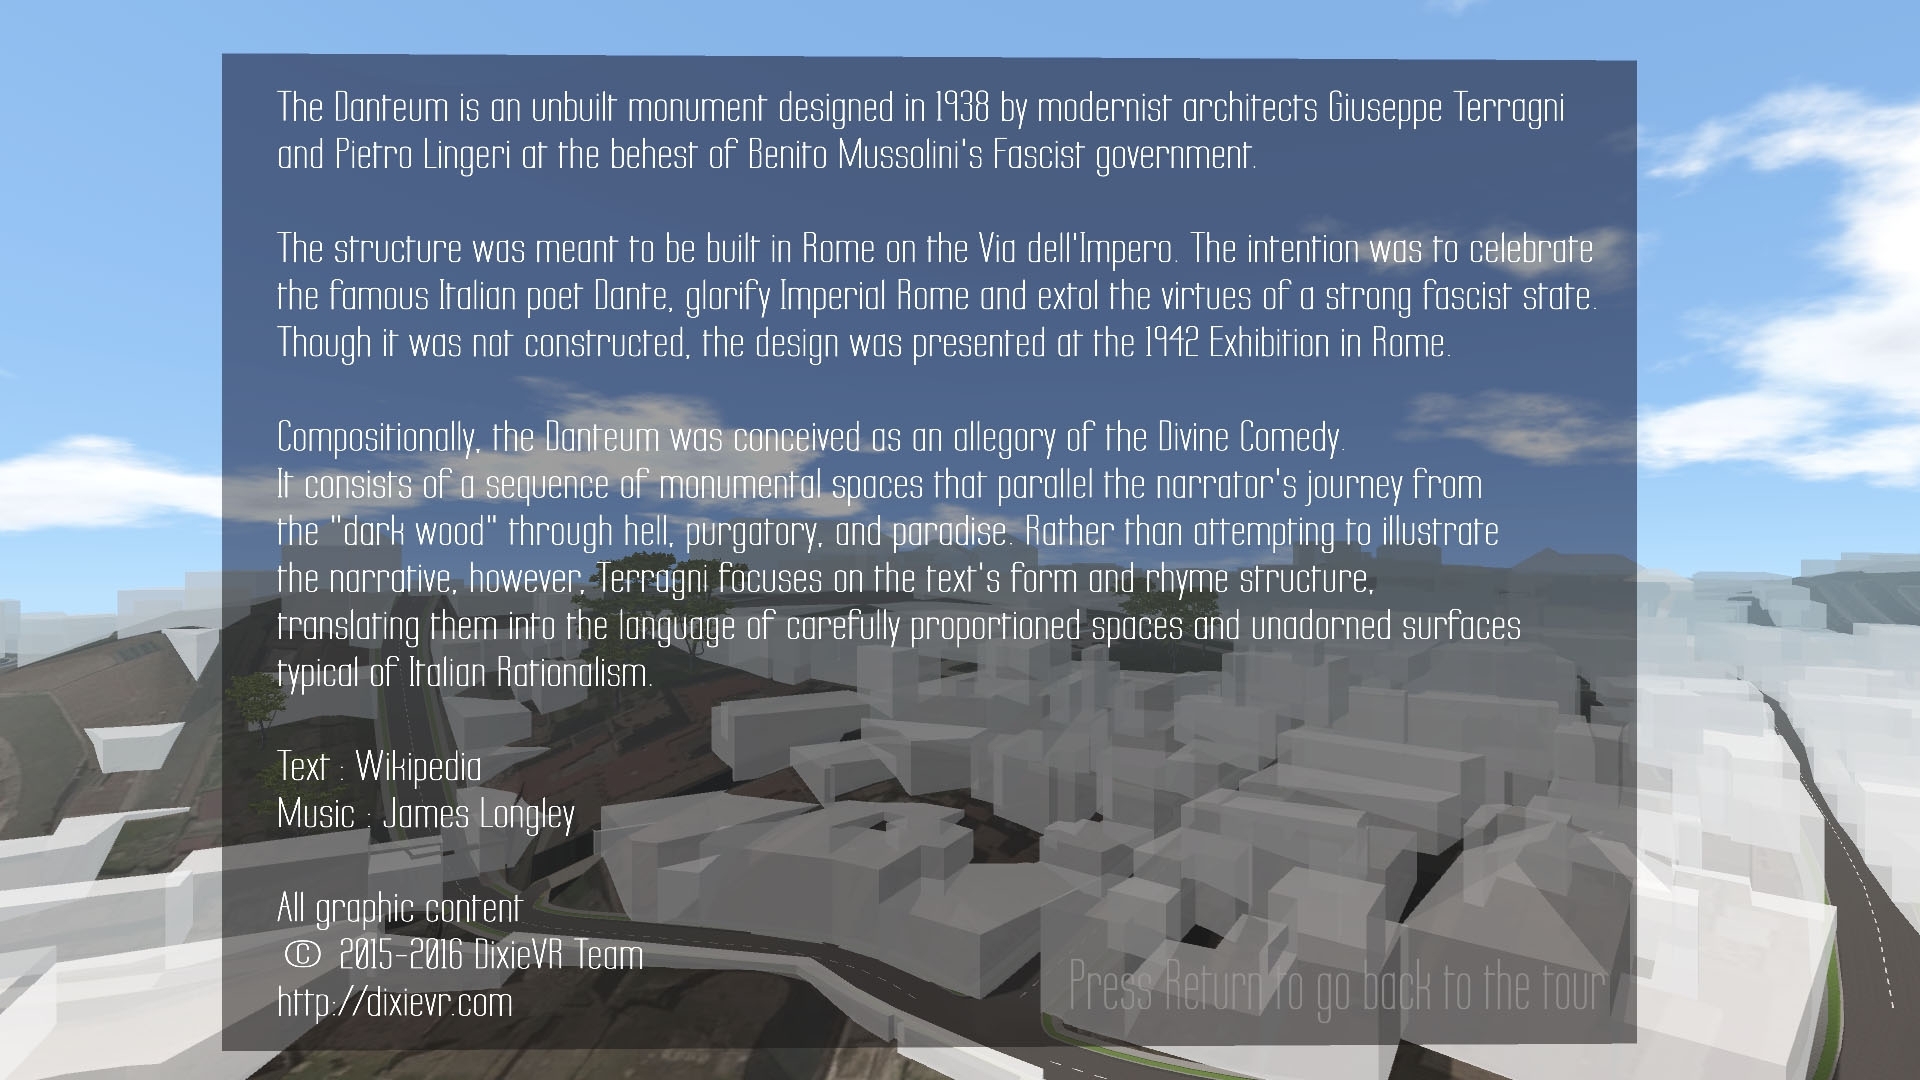 The Danteum is an unbuilt monument designed in 1938 by modernist architects Giuseppe Terragni
and Pietro Lingeri at the behest of Benito Mussolini's Fascist government.
The structure was meant to be built in Rome on the Via dell'Impero. The intention was to celebrate
the famous Italian poet Dante, glorify Imperial Rome and extol the virtues of a strong fascist state.
Though it was not constructed, the design was presented at the 1942 Exhibition in Rome.
Compositionally, the Danteum was conceived as an allegory of the Divine Comedy.
It consists of a sequence of monumental spaces that parallel the narrator's journey from
the "dark wood" through hell, purgatory, and paradise. Rather than attempting to illustrate
the narrative, however, Terragni focuses on the text's form and rhyme structure,
translating them into the language of carefully proportioned spaces and unadorned surfaces
typical of Italian Rationalism.
Text : Wikipedia
Music : James Longley
All graphic content
© 2015-2016 DixieVR Team
http://dixievr.com
Press Return to go back to the tour